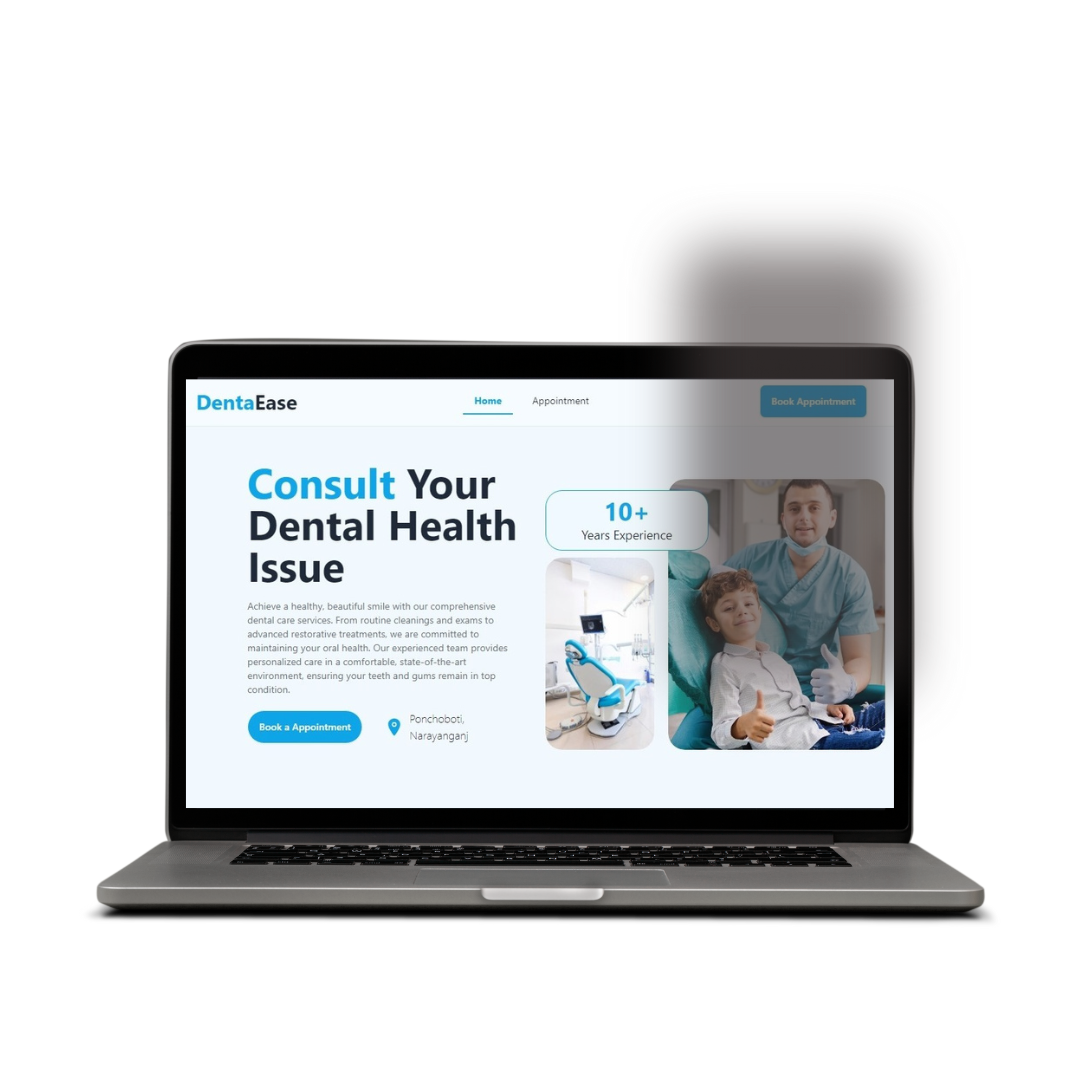 DentaEase
Home
Appointment
Book Appointment
Consult Your
Dental Health
Issue
10+
Years Experience
Achieve a healthy, beautiful smile with our comprehensive
dental care services. From routine cleanings and exams to
advanced restorative treatments, we are committed to
maintaining your oral health. Our experienced team provides
personalized care in a comfortable, state-of-the-art
environment, ensuring your teeth and gums remain in top
condition.
Book a Appointment
Ponchoboti,
Narayanganj